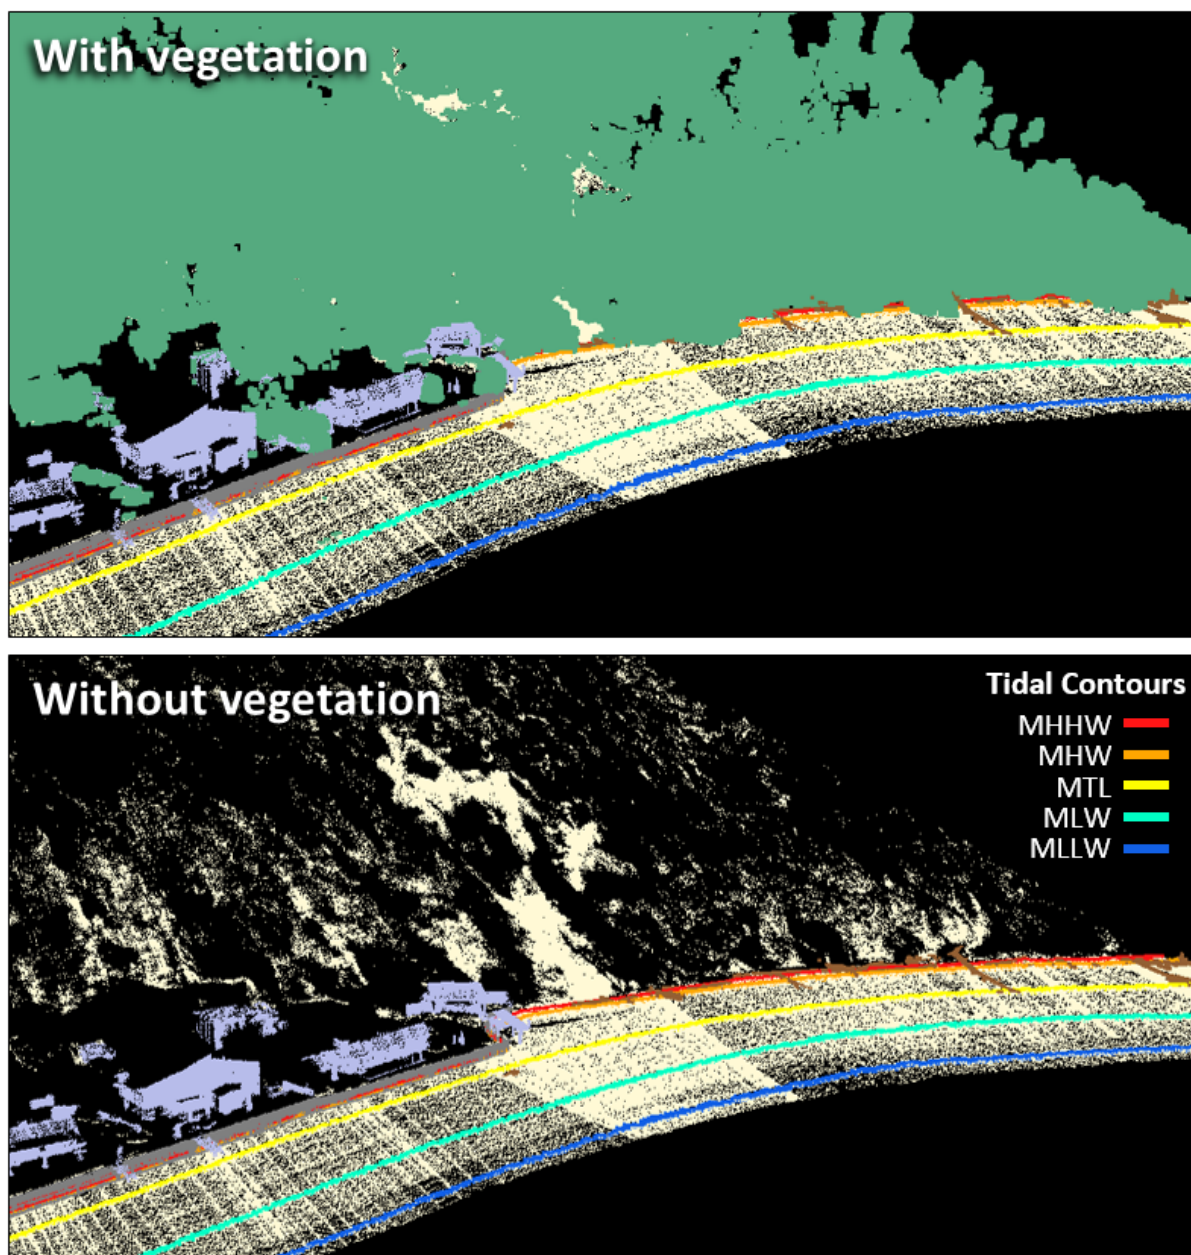 With vegetation
Without vegetation
Tidal Contours
MHHW
MHW
MTL
MLW
MLLW